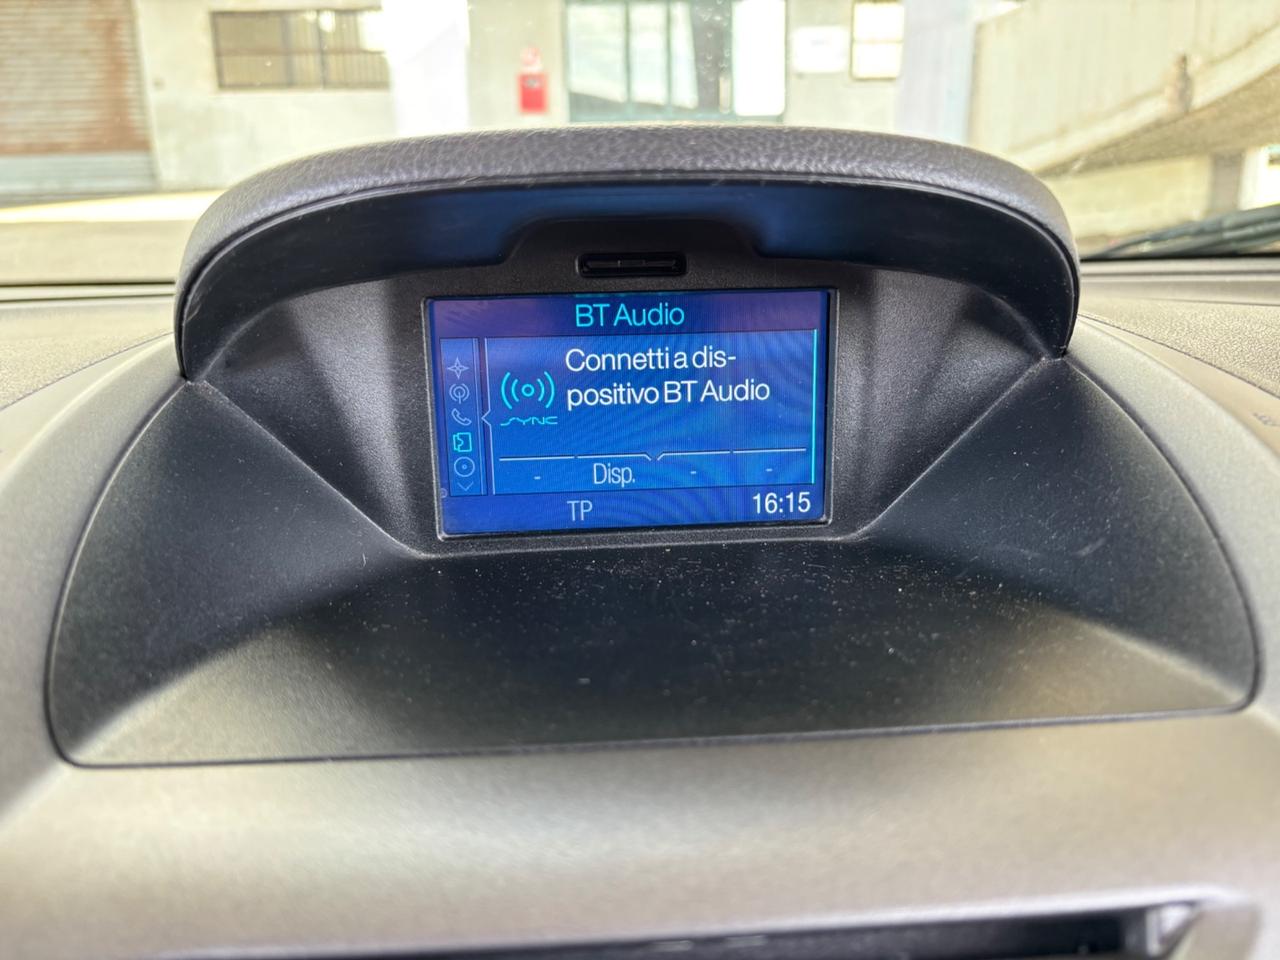 BT Audio
Connetti a dis-
positivo BT Audio
SYNC
- Disp. - -
TP 16:15